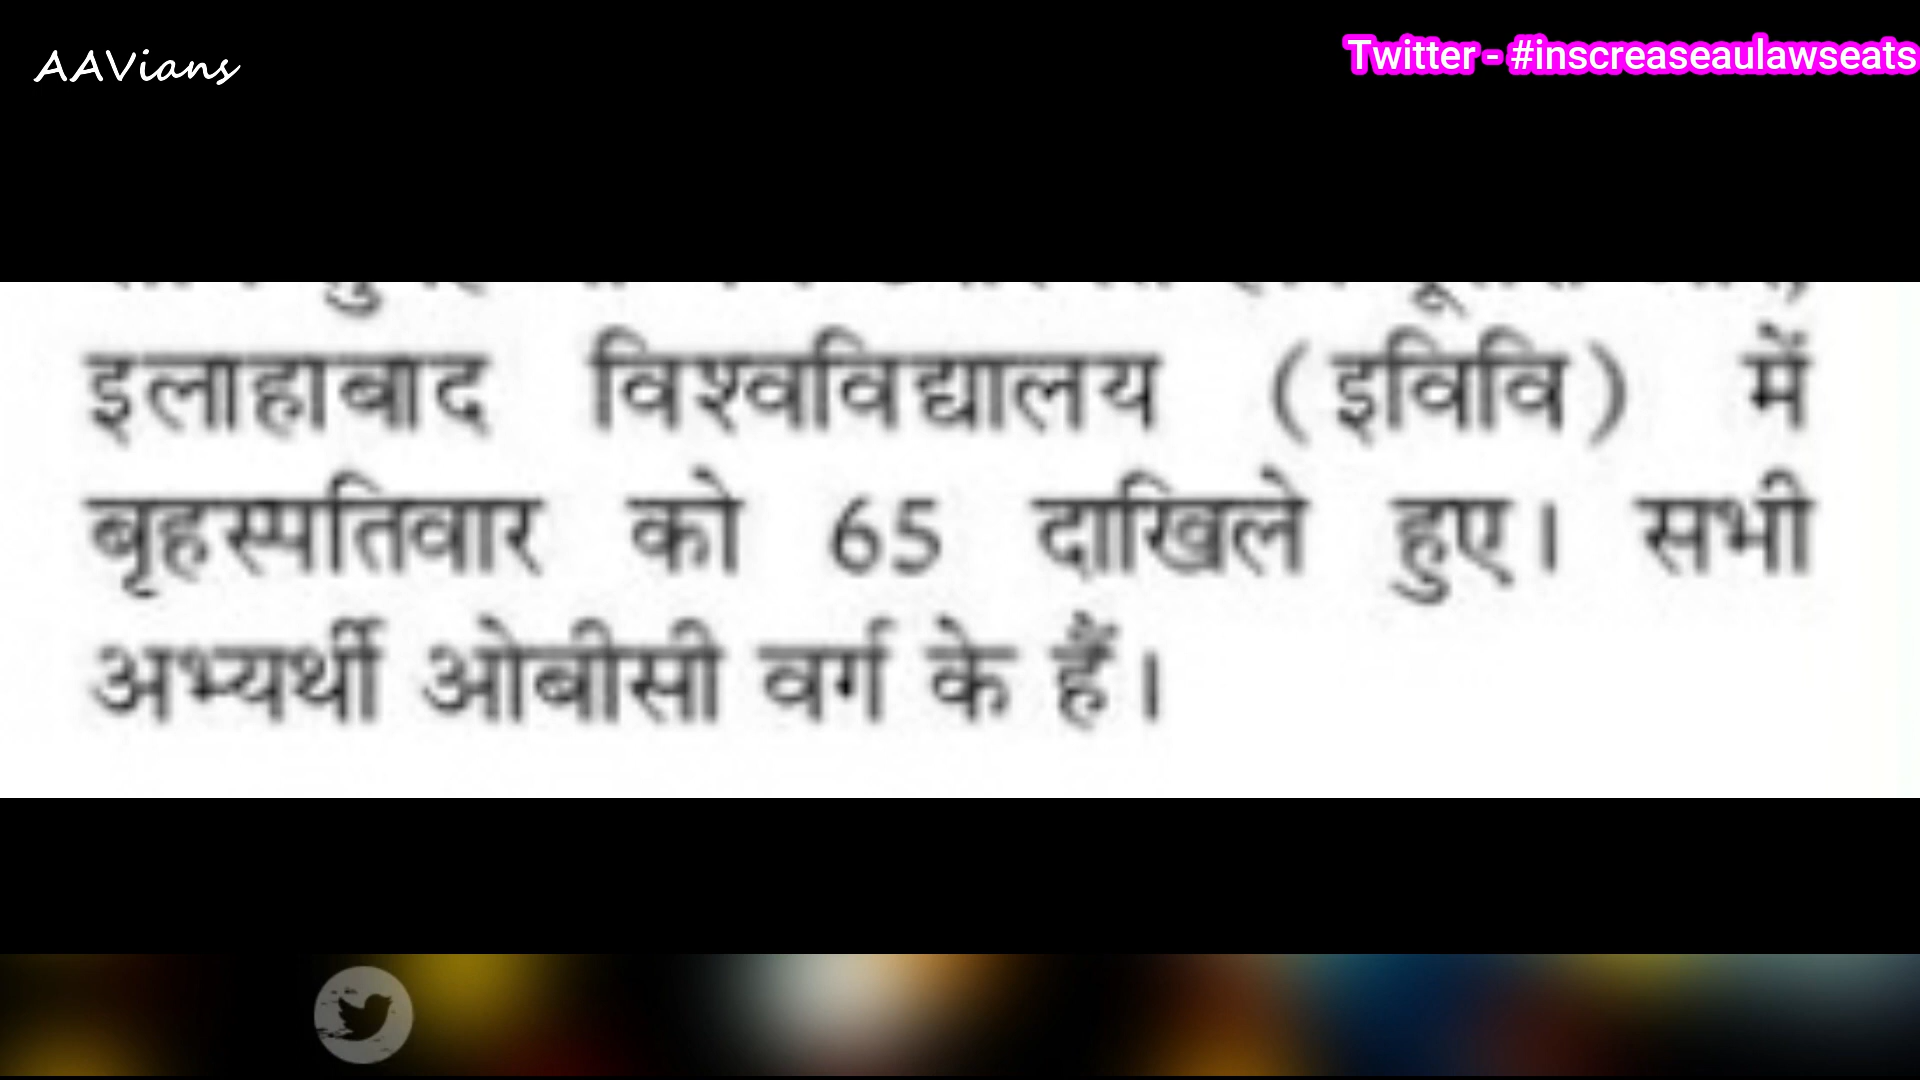 AAVians
Twitter - #inscreaseaulawseats
इलाहाबाद विश्वविद्यालय (इविवि) में
बृहस्पतिवार को 65 दाखिले हुए। सभी
अभ्यर्थी ओबीसी वर्ग के हैं।